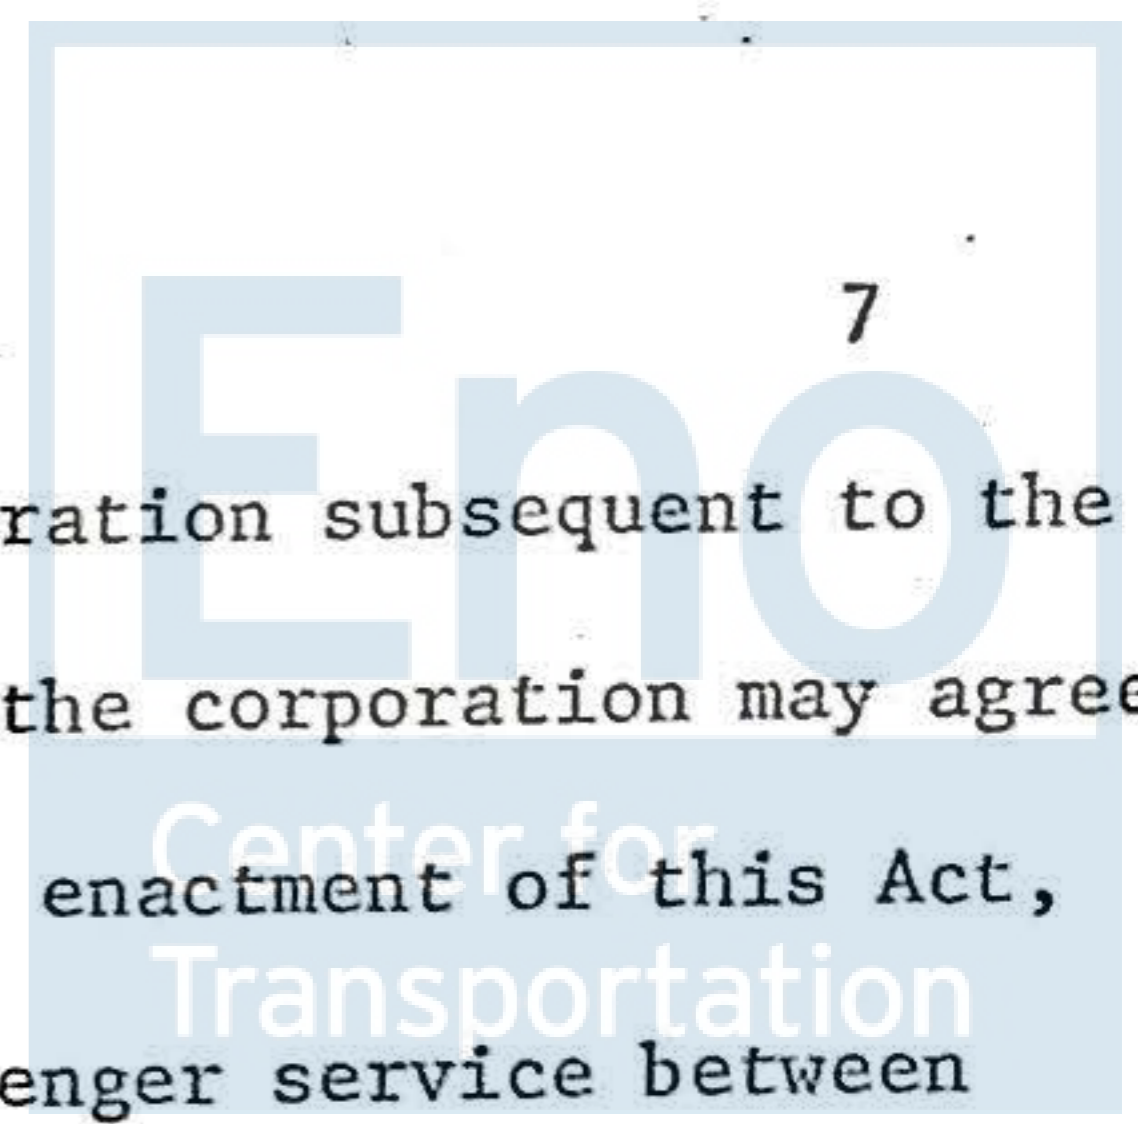 7
ration subsequent to the
the corporation may agree
enactment of this Act,
enger service between
Eno
Center for
Transportation